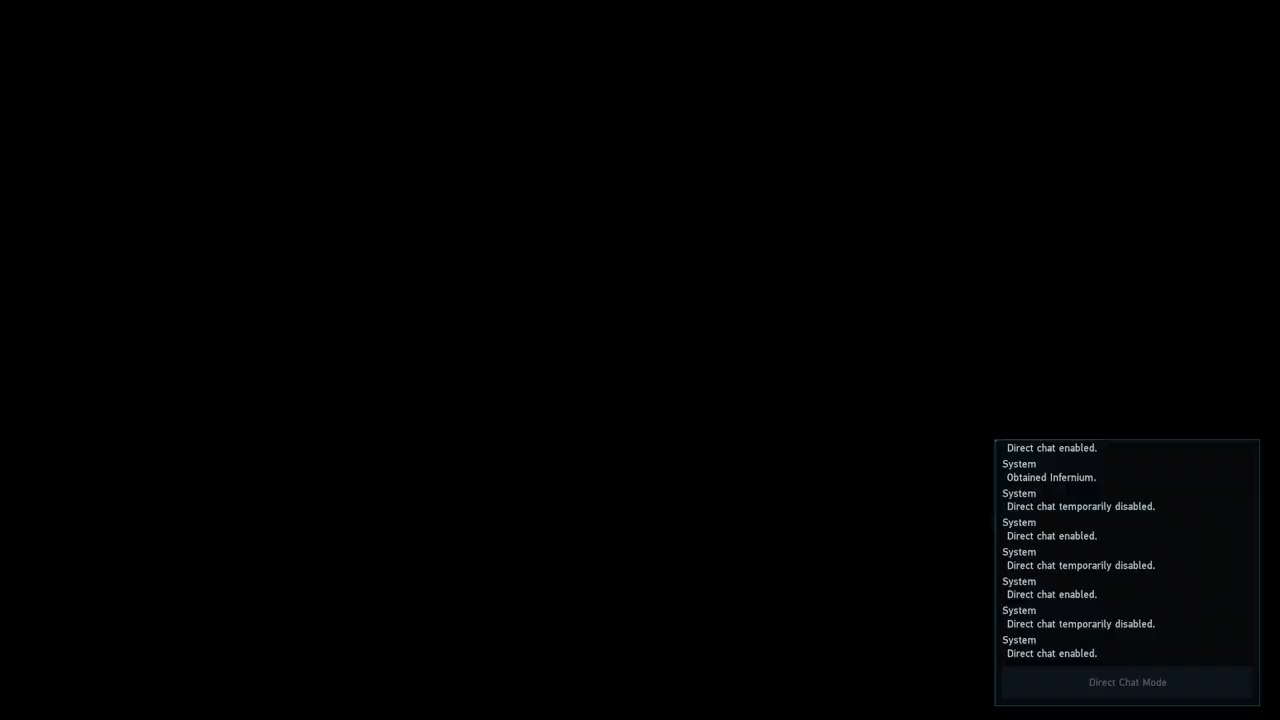 Direct chat enabled.
System
Obtained Infernium.
System
Direct chat temporarily disabled.
System
Direct chat enabled.
System
Direct chat temporarily disabled.
System
Direct chat enabled.
System
Direct chat temporarily disabled.
System
Direct chat enabled.
Direct Chat Mode